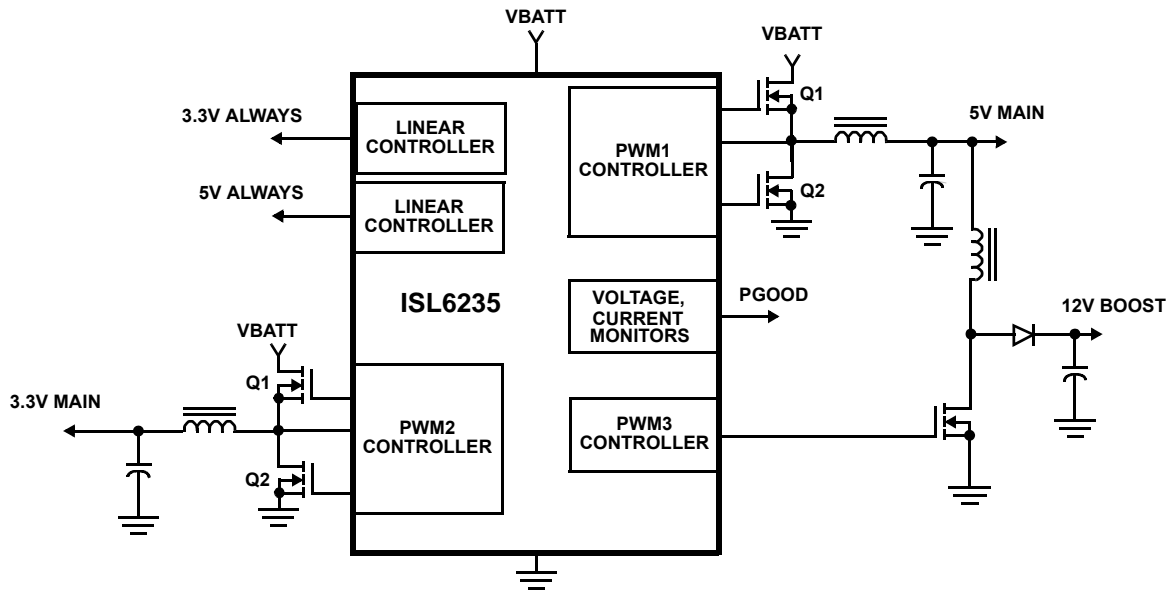 VBATT
VBATT
3.3V ALWAYS
LINEAR
CONTROLLER
5V ALWAYS
LINEAR
CONTROLLER
PWM1
CONTROLLER
Q1
Q2
5V MAIN
ISL6235
VOLTAGE,
CURRENT
MONITORS
PGOOD
12V BOOST
VBATT
Q1
3.3V MAIN
Q2
PWM2
CONTROLLER
PWM3
CONTROLLER